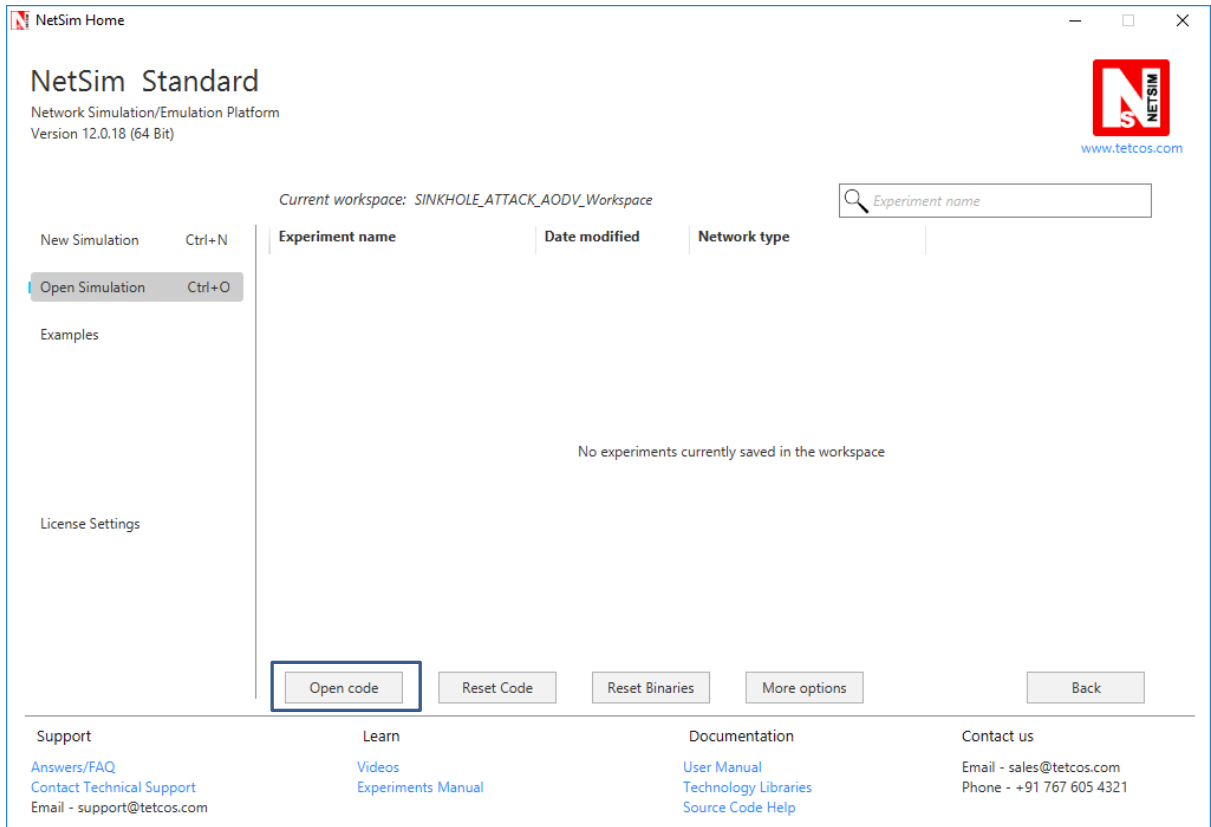 NetSim Home
NetSim Standard
Network Simulation/Emulation Platform
Version 12.0.18 (64 Bit)
N
S
NETSIM
www.tetcos.com
Current workspace: SINKHOLE_ATTACK_AODV_Workspace
Experiment name
New Simulation Ctrl+N
Experiment name Date modified Network type
Open Simulation Ctrl+O
Examples
No experiments currently saved in the workspace
License Settings
Open code Reset Code Reset Binaries More options Back
Support Learn Documentation Contact us
Answers/FAQ Videos User Manual Email - sales@tetcos.com
Contact Technical Support Experiments Manual Technology Libraries Phone - +91 767 605 4321
Email - support@tetcos.com Source Code Help